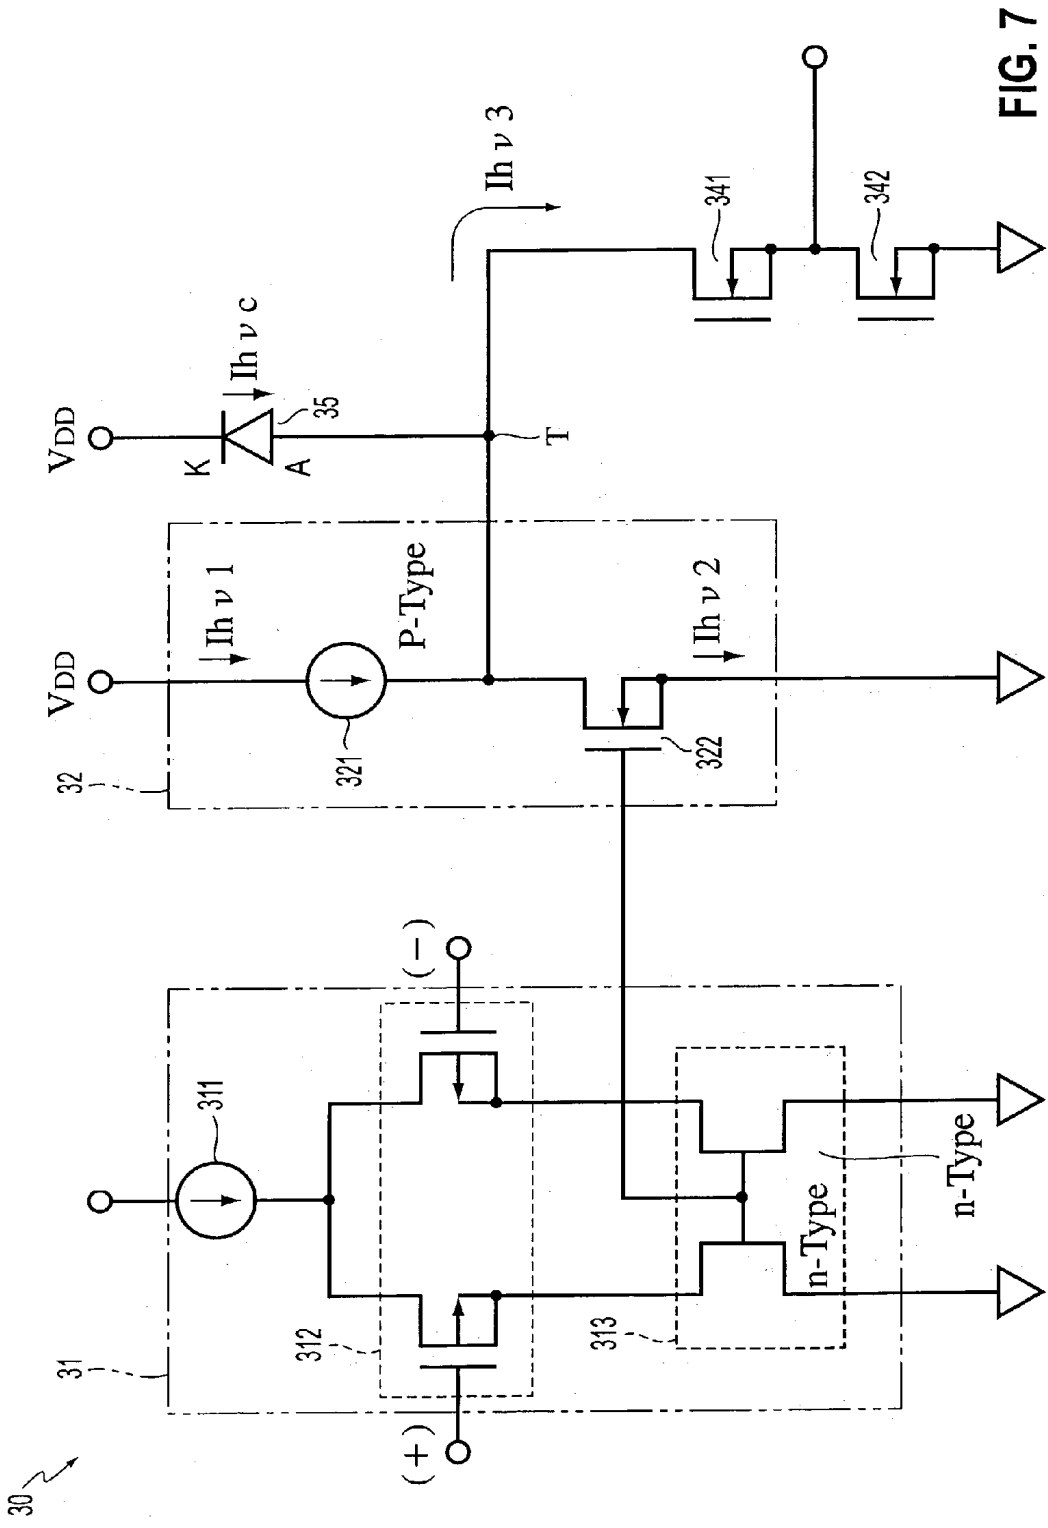 30
31
311
(+)
(-)
312
313
n-Type
n-Type
32
VDD
Ihν1
321
P-Type
322
Ihν2
VDD
K
A
Ihνc
35
T
Ihν3
341
342
FIG. 7